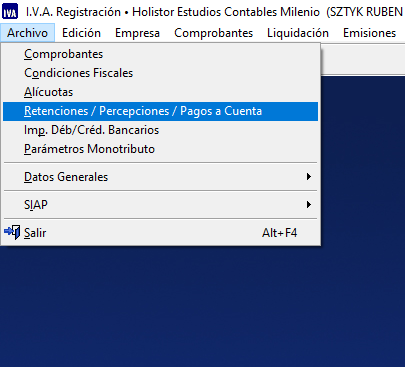 IVA I.V.A. Registración • Holistor Estudios Contables Milenio (SZTYK RUBEN
Archivo Edición Empresa Comprobantes Liquidación Emisiones
Comprobantes
Condiciones Fiscales
Alícuotas
Retenciones / Percepciones / Pagos a Cuenta
Imp. Déb/Créd. Bancarios
Parámetros Monotributo
Datos Generales
SIAP
Salir Alt+F4